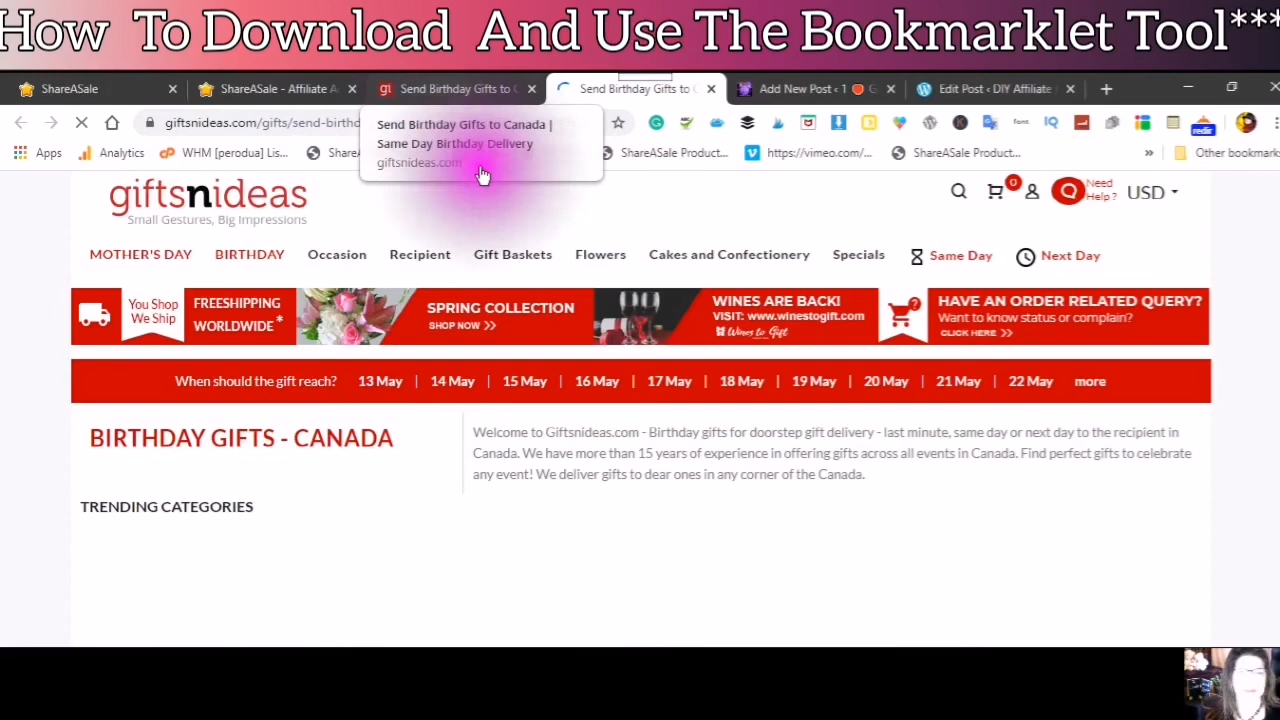 How To Download And Use The Bookmarklet Tool***
ShareASale
ShareASale - Affiliate A
Send Birthday Gifts to C
Send Birthday Gifts to C
Add New Post ‹ 1
Edit Post ‹ DIY Affiliate
giftsnideas.com/gifts/send-birthd
font
IQ
redir
Send Birthday Gifts to Canada |
Same Day Birthday Delivery
giftsnideas.com
Apps
Analytics
WHM [perodua] Lis...
Share
ShareASale Product...
https://vimeo.com/...
ShareASale Product...
»
Other bookmarks
giftsnideas
Small Gestures, Big Impressions
0
Need
Help ?
USD
MOTHER'S DAY BIRTHDAY Occasion Recipient Gift Baskets Flowers Cakes and Confectionery Specials Same Day Next Day
You Shop
We Ship
FREESHIPPING
WORLDWIDE *
SPRING COLLECTION
SHOP NOW >>
WINES ARE BACK!
VISIT: www.winestogift.com
Wines to Gift
HAVE AN ORDER RELATED QUERY?
Want to know status or complain?
CLICK HERE >>
When should the gift reach? 13 May | 14 May | 15 May | 16 May | 17 May | 18 May | 19 May | 20 May | 21 May | 22 May more
BIRTHDAY GIFTS - CANADA
Welcome to Giftsnideas.com - Birthday gifts for doorstep gift delivery - last minute, same day or next day to the recipient in
Canada. We have more than 15 years of experience in offering gifts across all events in Canada. Find perfect gifts to celebrate
any event! We deliver gifts to dear ones in any corner of the Canada.
TRENDING CATEGORIES